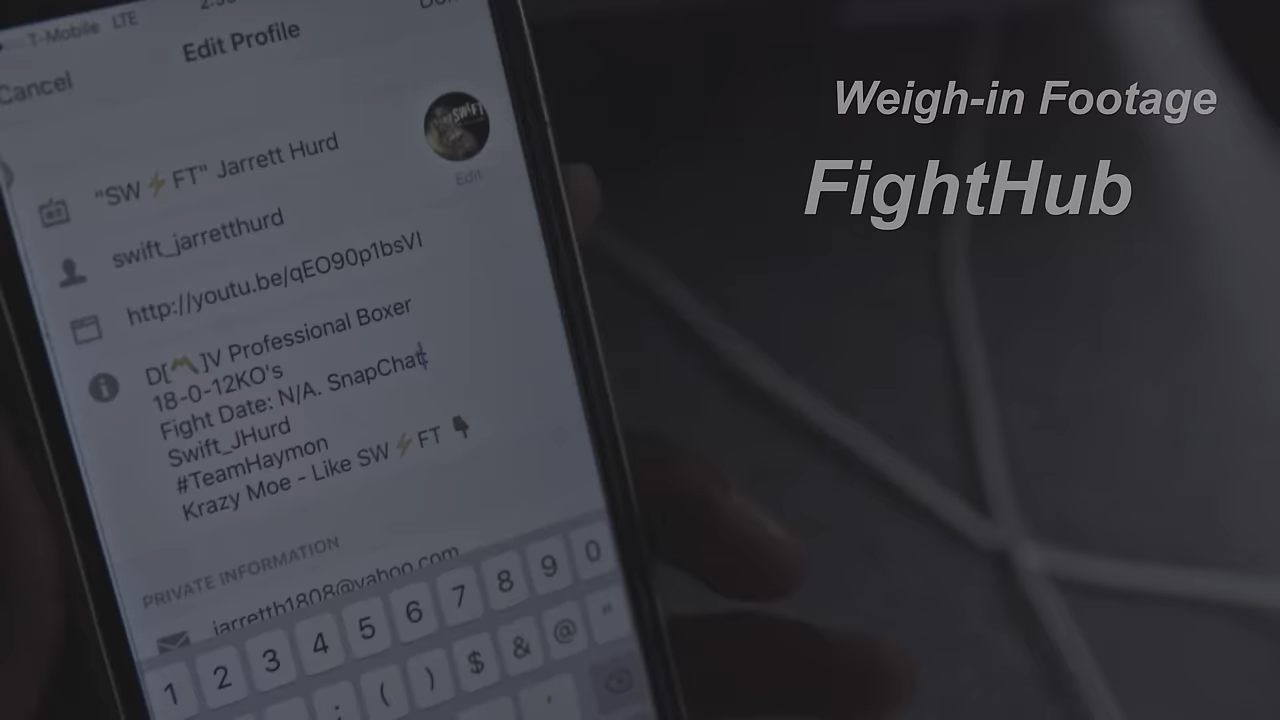 T-Mobile LTE
Edit Profile
Cancel
"SW⚡FT" Jarrett Hurd
Edit
swift_jarretthurd
http://youtu.be/qEO90p1bsVI
D[〽️]V Professional Boxer
18-0-12KO's
Fight Date: N/A. SnapChat:
Swift_JHurd
#TeamHaymon
Krazy Moe - Like SW⚡FT 👇
PRIVATE INFORMATION
jarretth1808@yahoo.com
1 2 3 4 5 6 7 8 9 0
; ( ) $ & @ "
Weigh-in Footage
FightHub